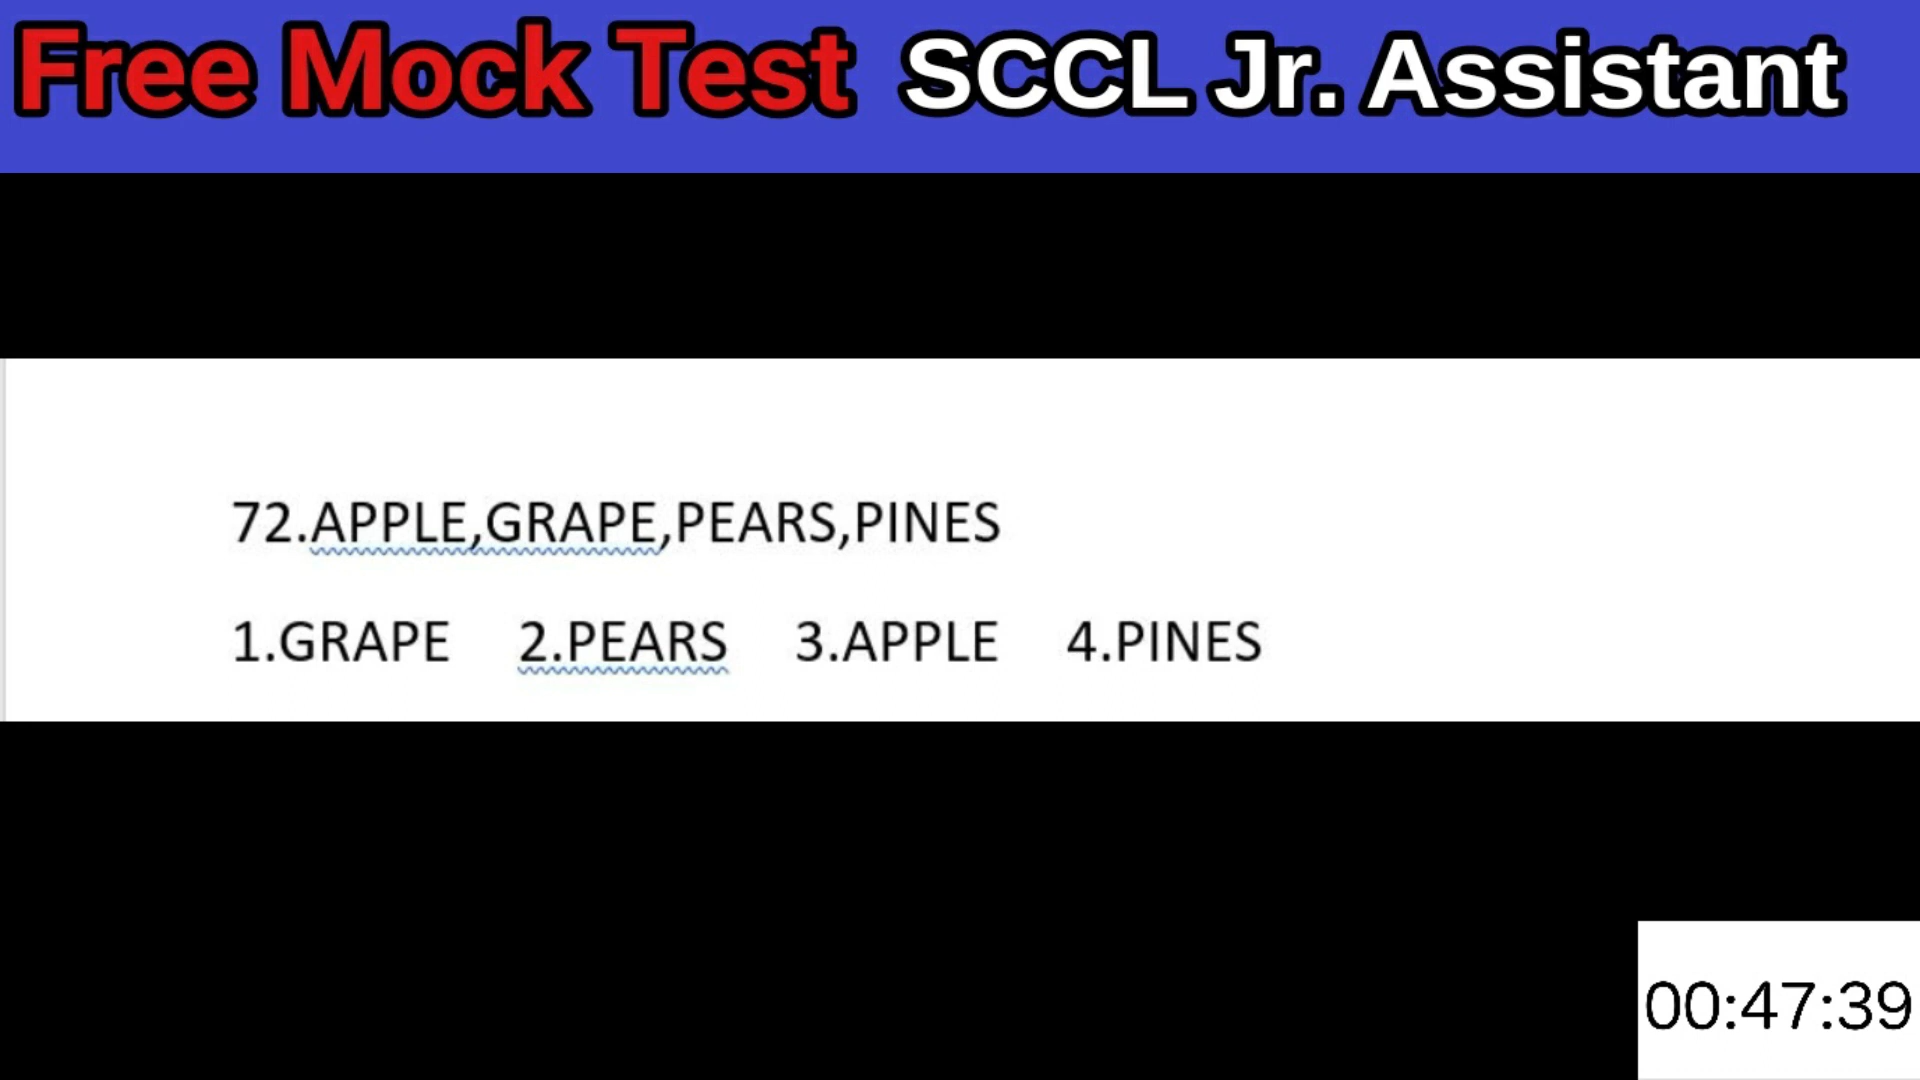 Free Mock Test SCCL Jr. Assistant
72.APPLE,GRAPE,PEARS,PINES
1.GRAPE 2.PEARS 3.APPLE 4.PINES
00:47:39